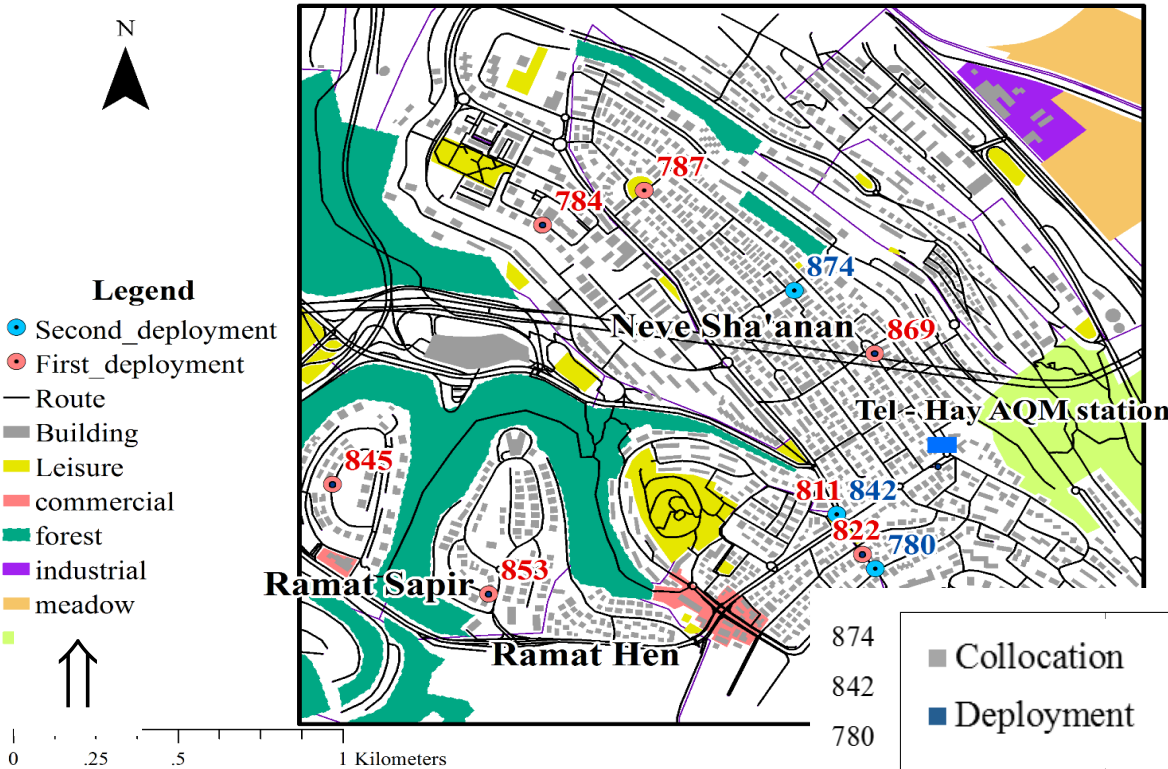 N
Legend
Second_deployment
First_deployment
Route
Building
Leisure
commercial
forest
industrial
meadow
0 .25 .5 1 Kilometers
787
784
874
Neve Sha'anan
869
Tel - Hay AQM station
845
811 842
822
780
853
Ramat Sapir
Ramat Hen
874
842
780
Collocation
Deployment